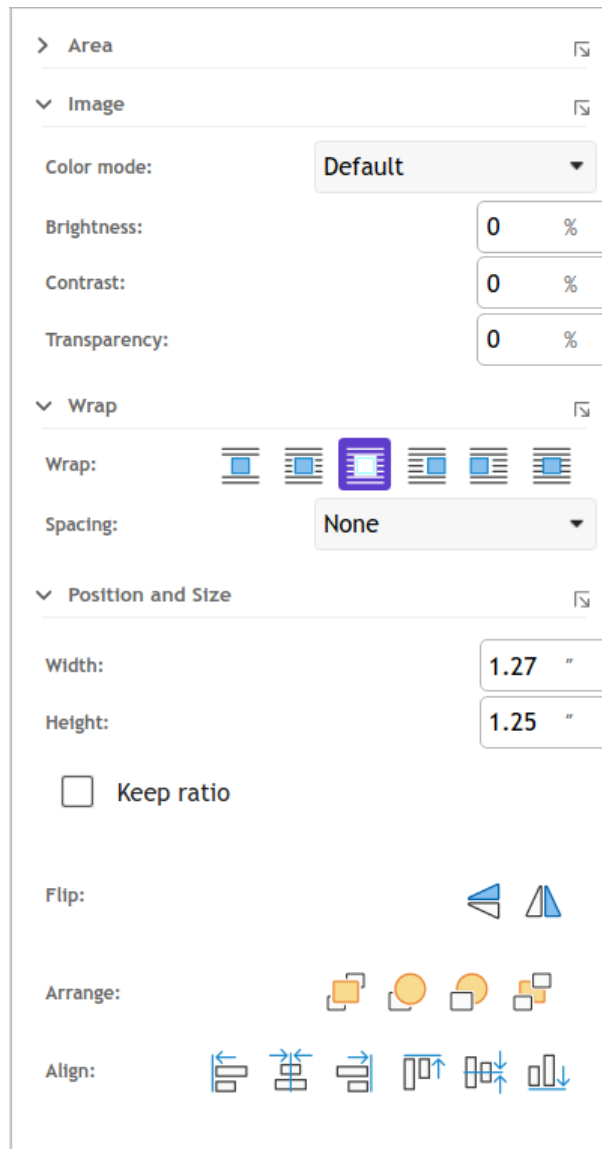 Area
Image
Color mode: Default
Brightness: 0 %
Contrast: 0 %
Transparency: 0 %
Wrap
Wrap:
Spacing: None
Position and Size
Width: 1.27 ″
Height: 1.25 ″
Keep ratio
Flip:
Arrange:
Align: